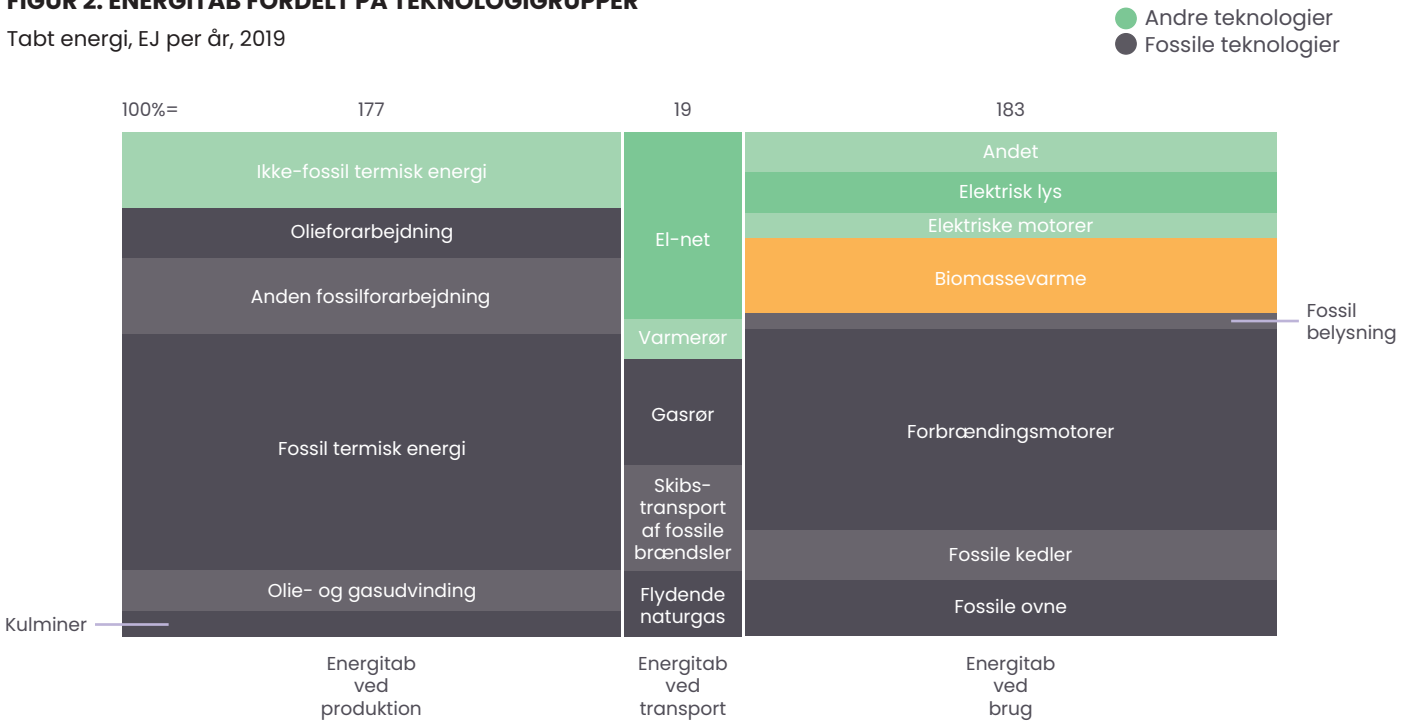 FIGUR 2. ENERGITAB FORDELT PÅ TEKNOLOGIGRUPPER
Tabt energi, EJ per år, 2019
Andre teknologier
Fossile teknologier
100%=
177
19
183
Ikke-fossil termisk energi
Olieforarbejdning
Anden fossilforarbejdning
Fossil termisk energi
Olie- og gasudvinding
Kulminer
El-net
Varmerør
Gasrør
Skibs-
transport
af fossile
brændsler
Flydende
naturgas
Andet
Elektrisk lys
Elektriske motorer
Biomassevarme
Fossil
belysning
Forbrændingsmotorer
Fossile kedler
Fossile ovne
Energitab
ved
produktion
Energitab
ved
transport
Energitab
ved
brug